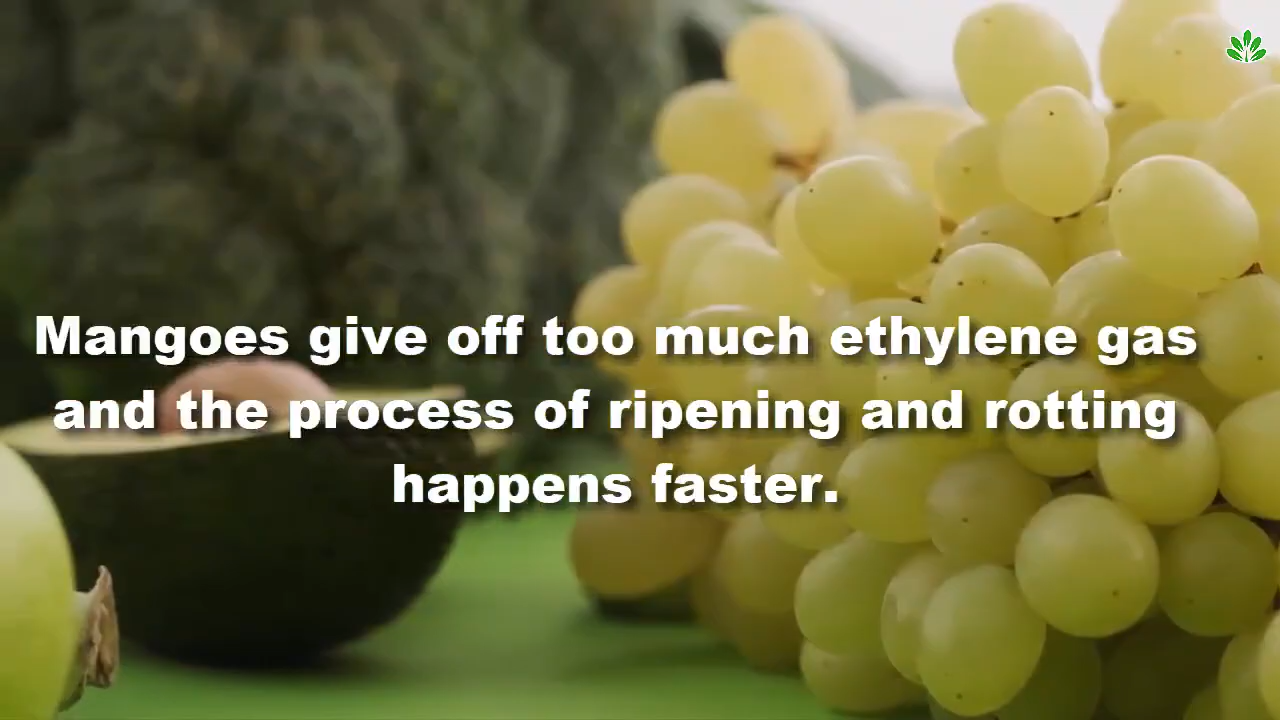 Mangoes give off too much ethylene gas
and the process of ripening and rotting
happens faster.